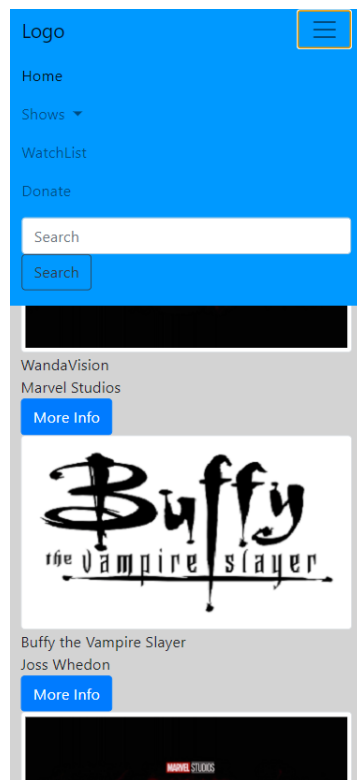 Logo
Home
Shows
WatchList
Donate
Search
Search
WandaVision
Marvel Studios
More Info
Buffy
the vampire slayer
Buffy the Vampire Slayer
Joss Whedon
More Info
MARVEL STUDIOS